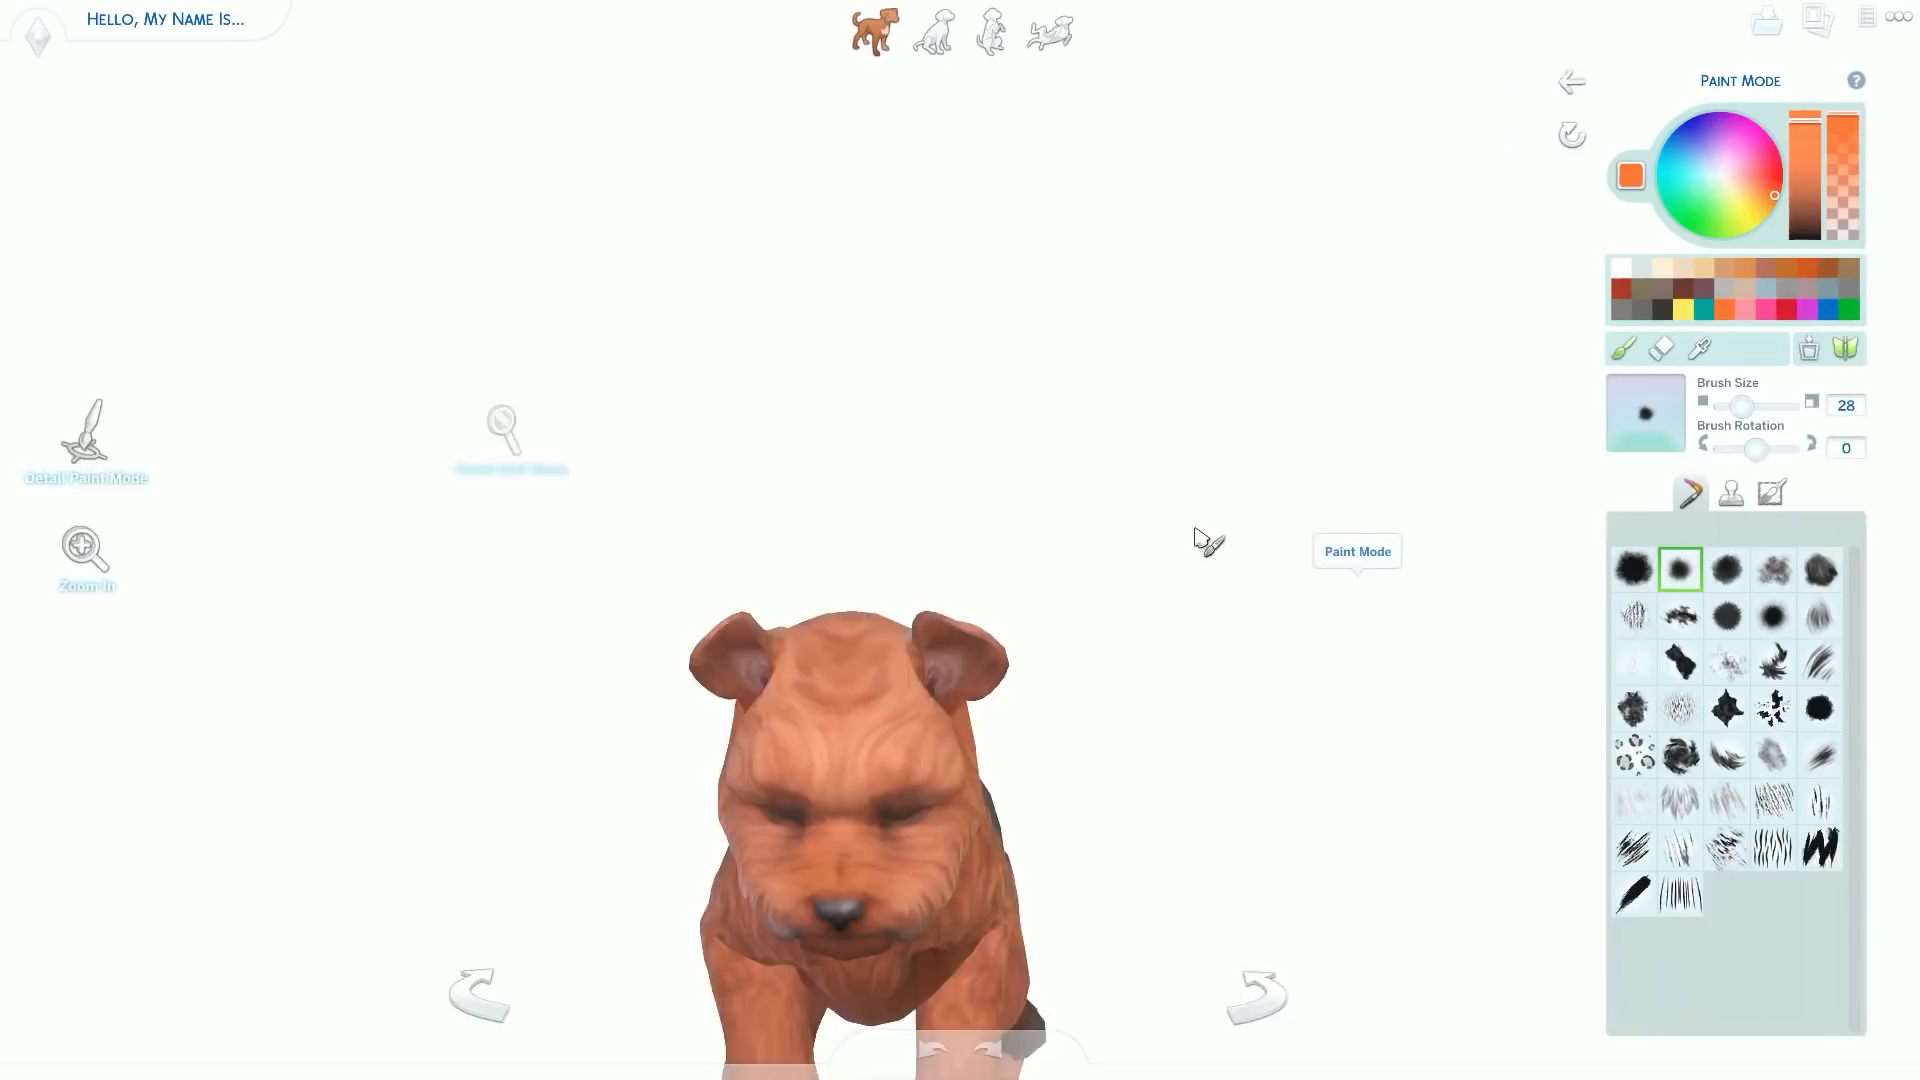 Hello, My Name Is...
Paint Mode
?
Brush Size
28
Brush Rotation
0
Detail Paint Mode
Zoom In
Paint Mode